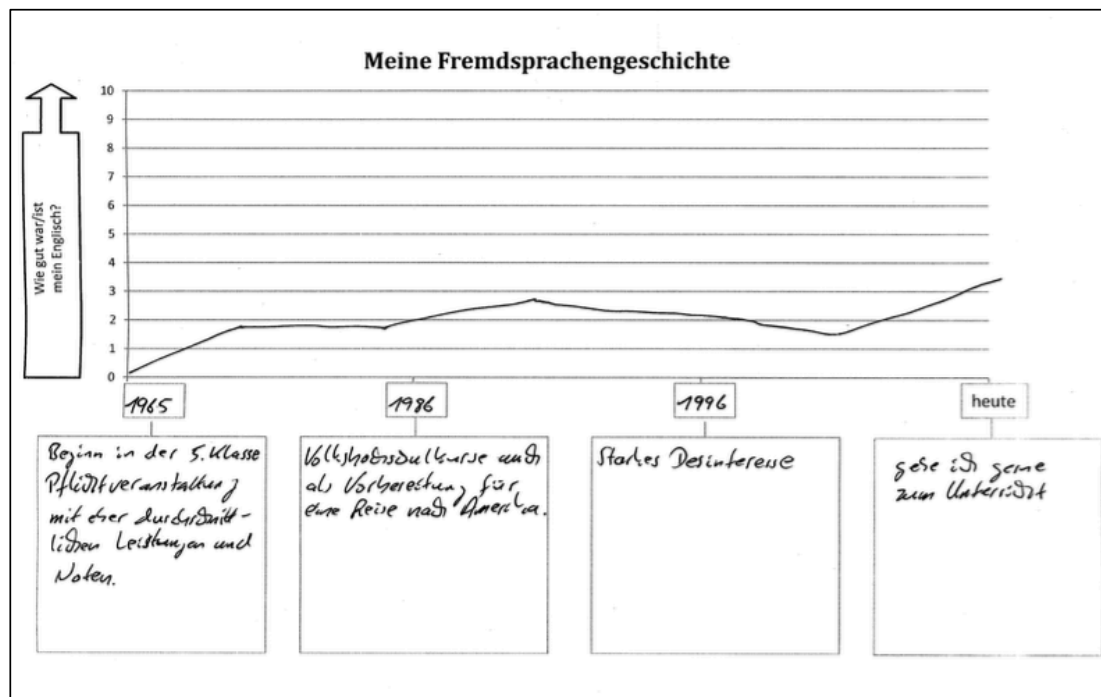 Meine Fremdsprachengeschichte
Wie gut war/ist
mein Englisch?
10
9
8
7
6
5
4
3
2
1
0
1965
1986
1996
heute
Beginn in der 5. Klasse
Pflichtveranstaltung
mit eher durchschnitt-
lichen Leistungen und
Noten.
Volkshochschulkurse auch
als Vorbereitung für
eine Reise nach Amerika.
Starkes Desinteresse
gehe ich gerne
zum Unterricht